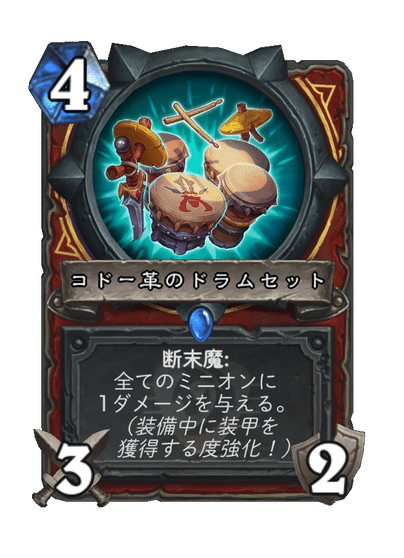 4
コドー革のドラムセット
断末魔:
全てのミニオンに
1ダメージを与える。
（装備中に装甲を
獲得する度強化！）
3
2